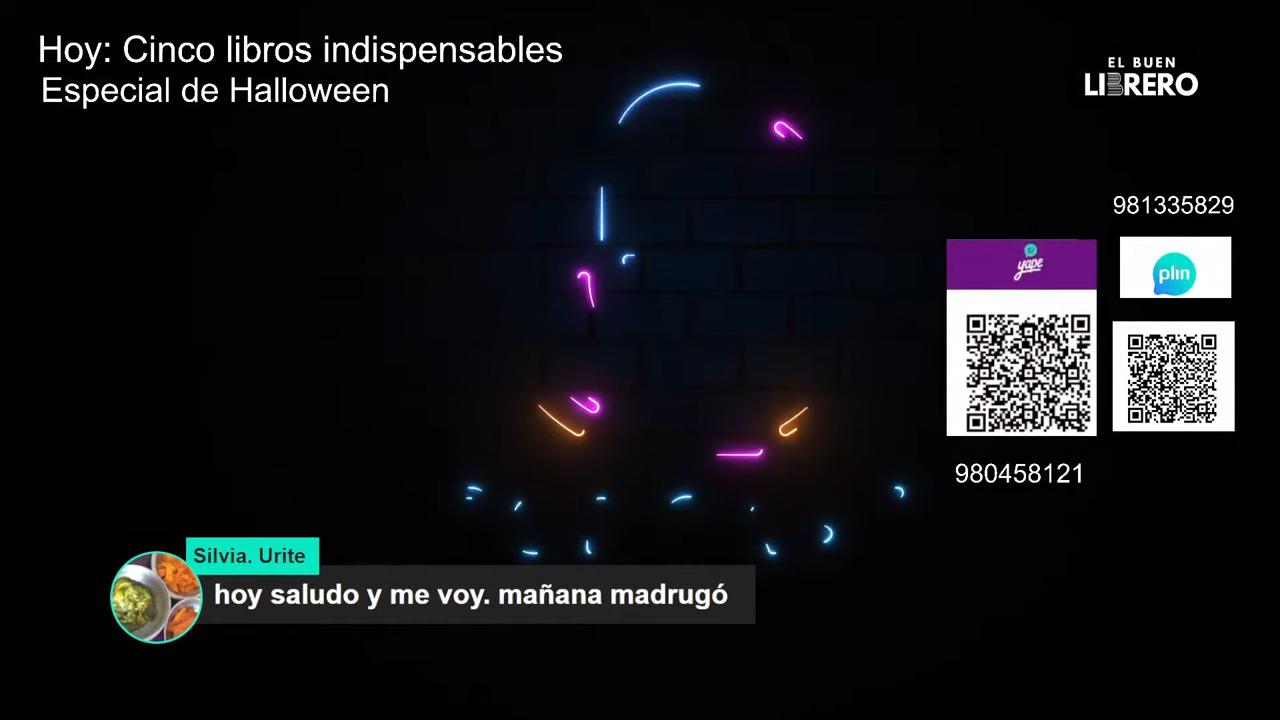 Hoy: Cinco libros indispensables
Especial de Halloween
EL BUEN
LIBRERO
981335829
yape
plin
980458121
Silvia. Urite
hoy saludo y me voy. mañana madrugó